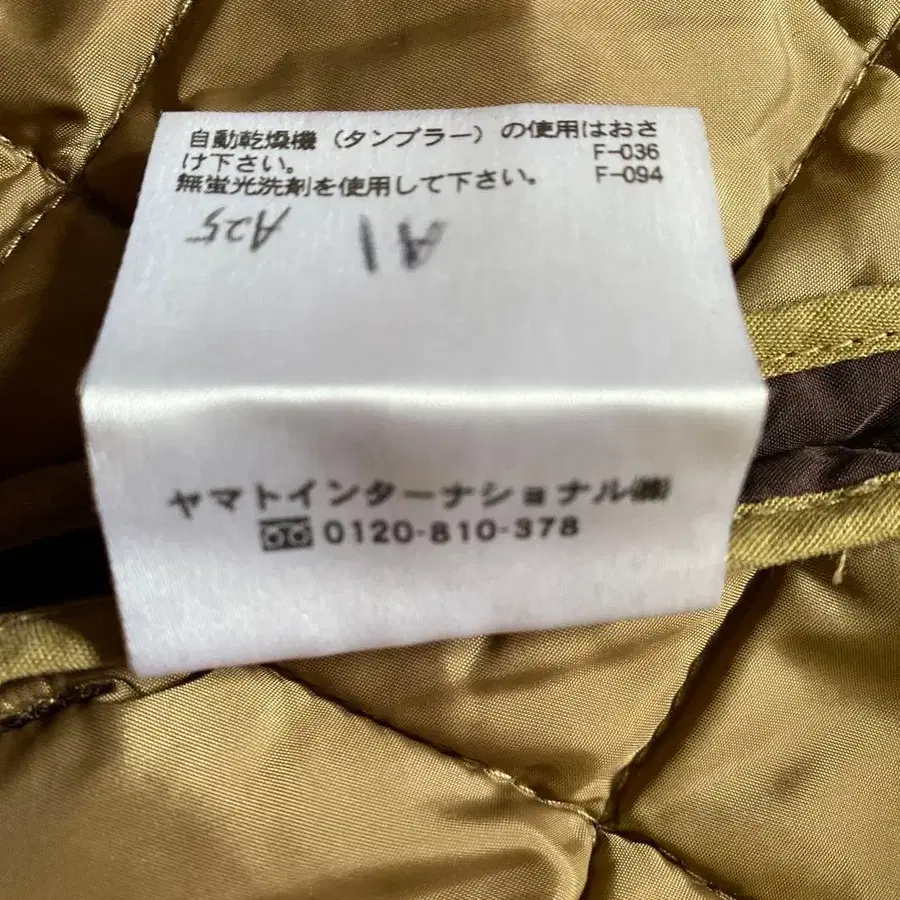 自動乾燥機（タンブラー）の使用はおさ
け下さい。 F-036
無蛍光洗剤を使用して下さい。 F-094
A25 A1
ヤマトインターナショナル㈱
0120-810-378